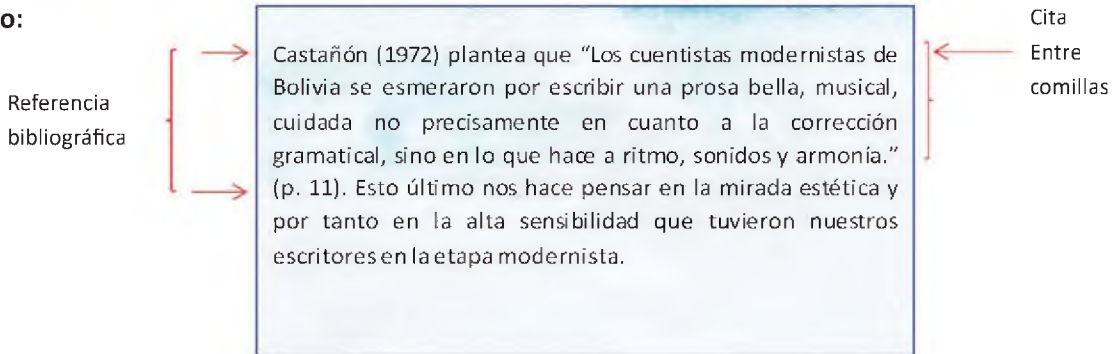 o:
Referencia
bibliográfica
Castañón (1972) plantea que “Los cuentistas modernistas de
Bolivia se esmeraron por escribir una prosa bella, musical,
cuidada no precisamente en cuanto a la corrección
gramatical, sino en lo que hace a ritmo, sonidos y armonía.”
(p. 11). Esto último nos hace pensar en la mirada estética y
por tanto en la alta sensibilidad que tuvieron nuestros
escritores en la etapa modernista.
Cita
Entre
comillas